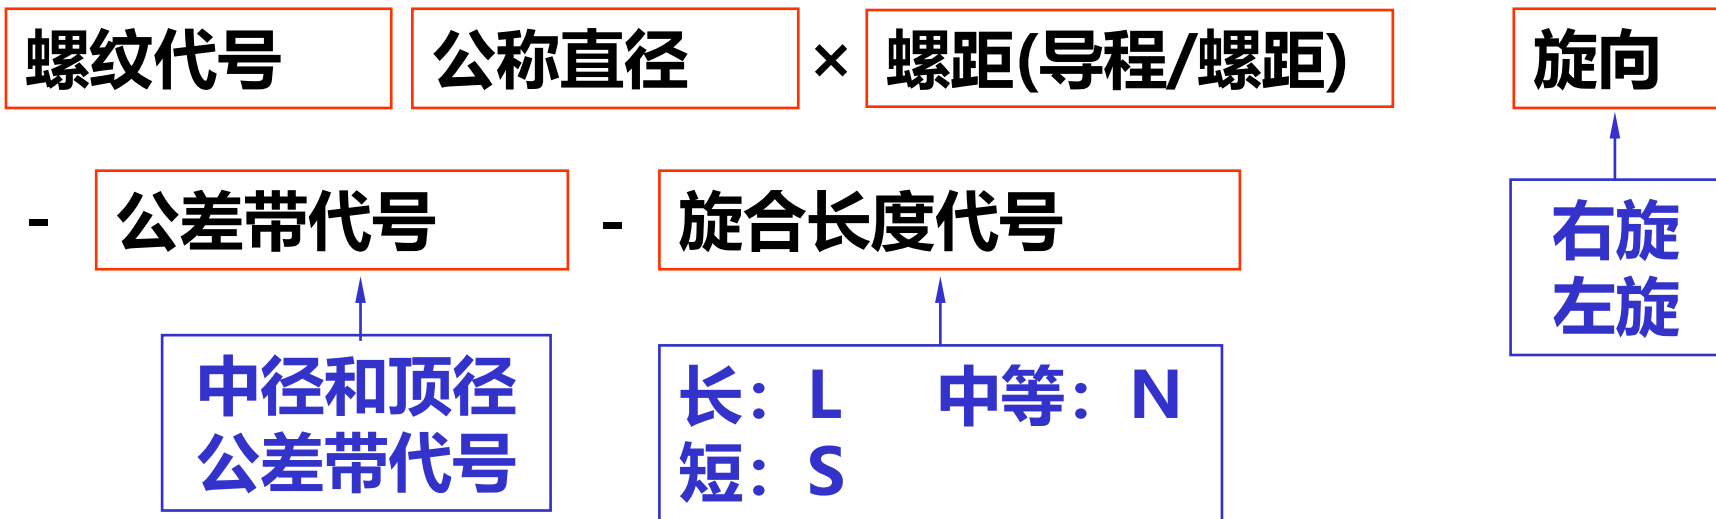 螺纹代号 公称直径 × 螺距(导程/螺距) 旋向
- 公差带代号 - 旋合长度代号
右旋
左旋
中径和顶径
公差带代号
长：L 中等：N
短：S